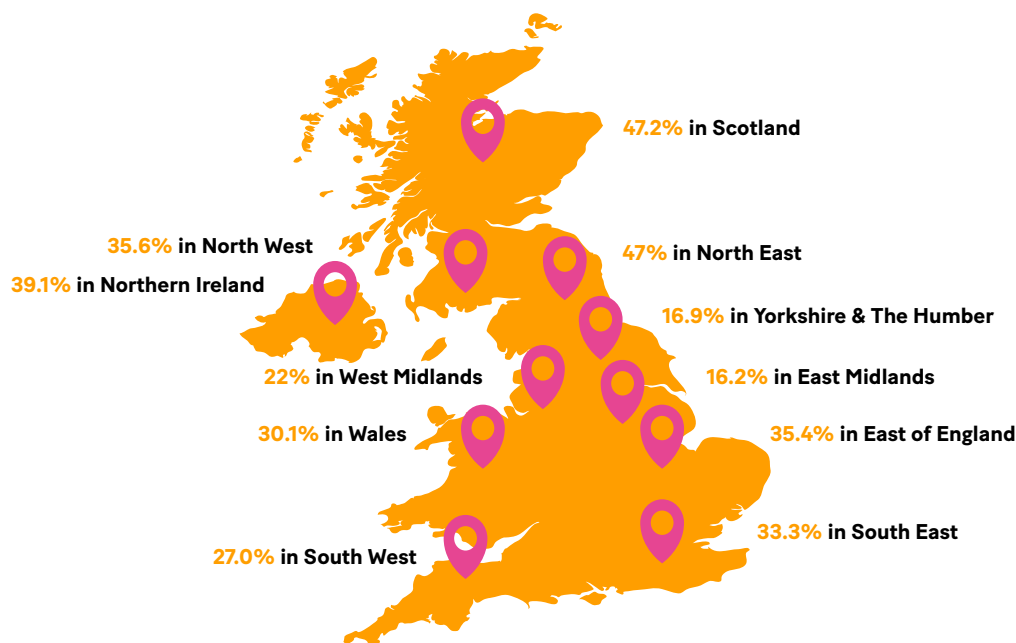 47.2% in Scotland
35.6% in North West
47% in North East
39.1% in Northern Ireland
16.9% in Yorkshire & The Humber
22% in West Midlands
16.2% in East Midlands
30.1% in Wales
35.4% in East of England
33.3% in South East
27.0% in South West